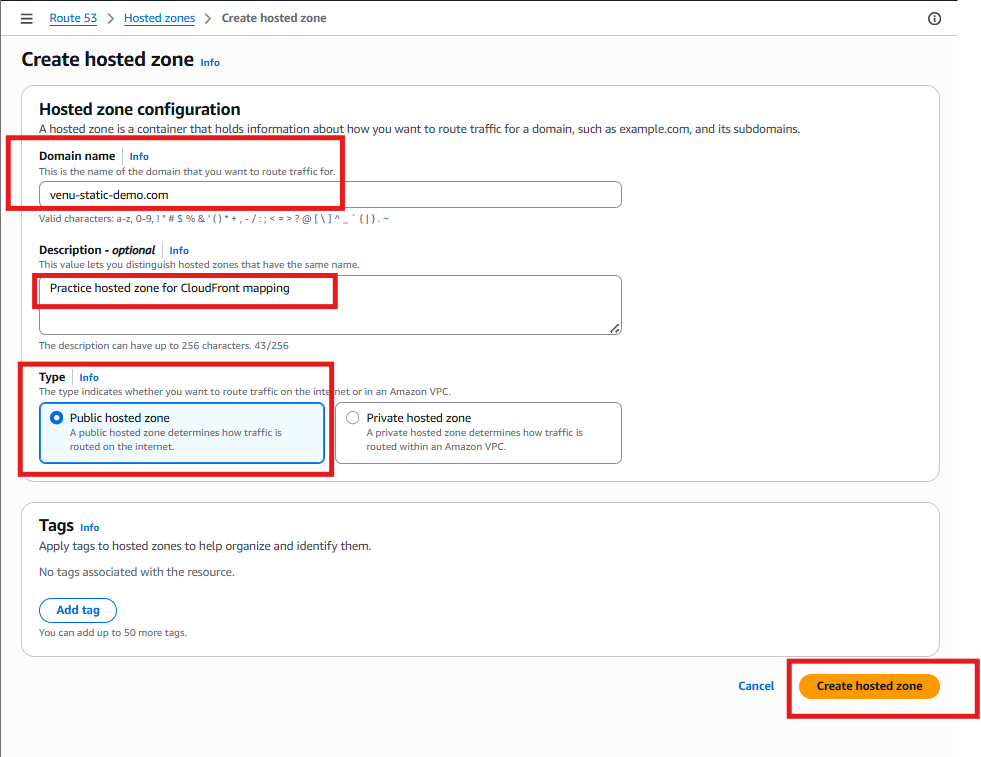 Route 53 > Hosted zones > Create hosted zone
Create hosted zone Info
Hosted zone configuration
A hosted zone is a container that holds information about how you want to route traffic for a domain, such as example.com, and its subdomains.
Domain name Info
This is the name of the domain that you want to route traffic for.
venu-static-demo.com
Valid characters: a-z, 0-9, ! " # $ % & ' ( ) * + , - / : ; < = > ? @ [ \ ] ^ _ ` { | } . ~
Description - optional Info
This value lets you distinguish hosted zones that have the same name.
Practice hosted zone for CloudFront mapping
The description can have up to 256 characters. 43/256
Type Info
The type indicates whether you want to route traffic on the internet or in an Amazon VPC.
Public hosted zone
A public hosted zone determines how traffic is
routed on the internet.
Private hosted zone
A private hosted zone determines how traffic is
routed within an Amazon VPC.
Tags Info
Apply tags to hosted zones to help organize and identify them.
No tags associated with the resource.
Add tag
You can add up to 50 more tags.
Cancel Create hosted zone